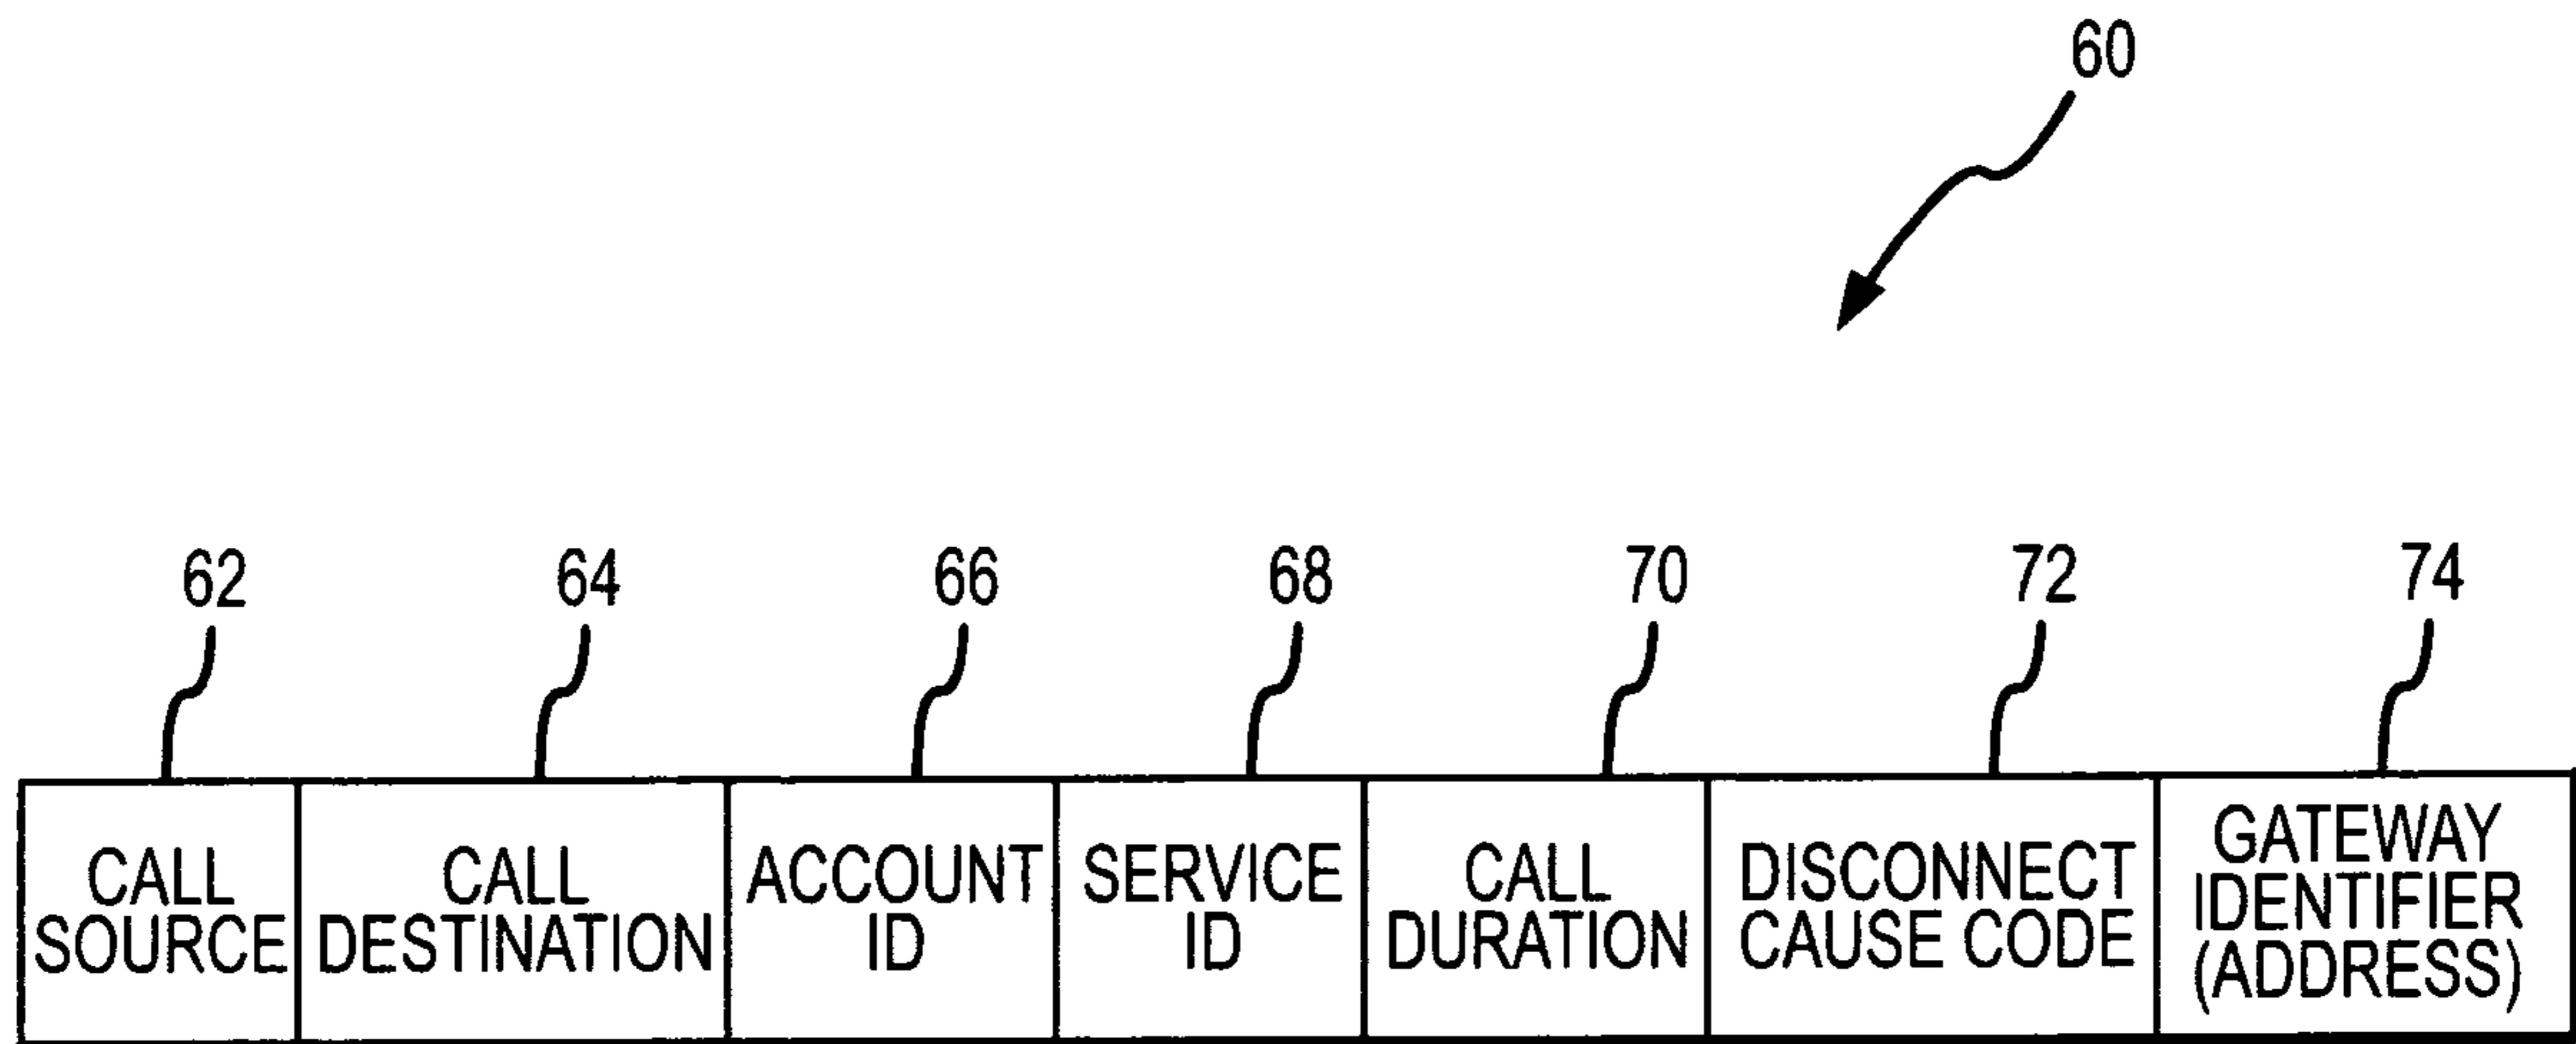 60
62 64 66 68 70 72 74
CALL
SOURCE
CALL
DESTINATION
ACCOUNT
ID
SERVICE
ID
CALL
DURATION
DISCONNECT
CAUSE CODE
GATEWAY
IDENTIFIER
(ADDRESS)